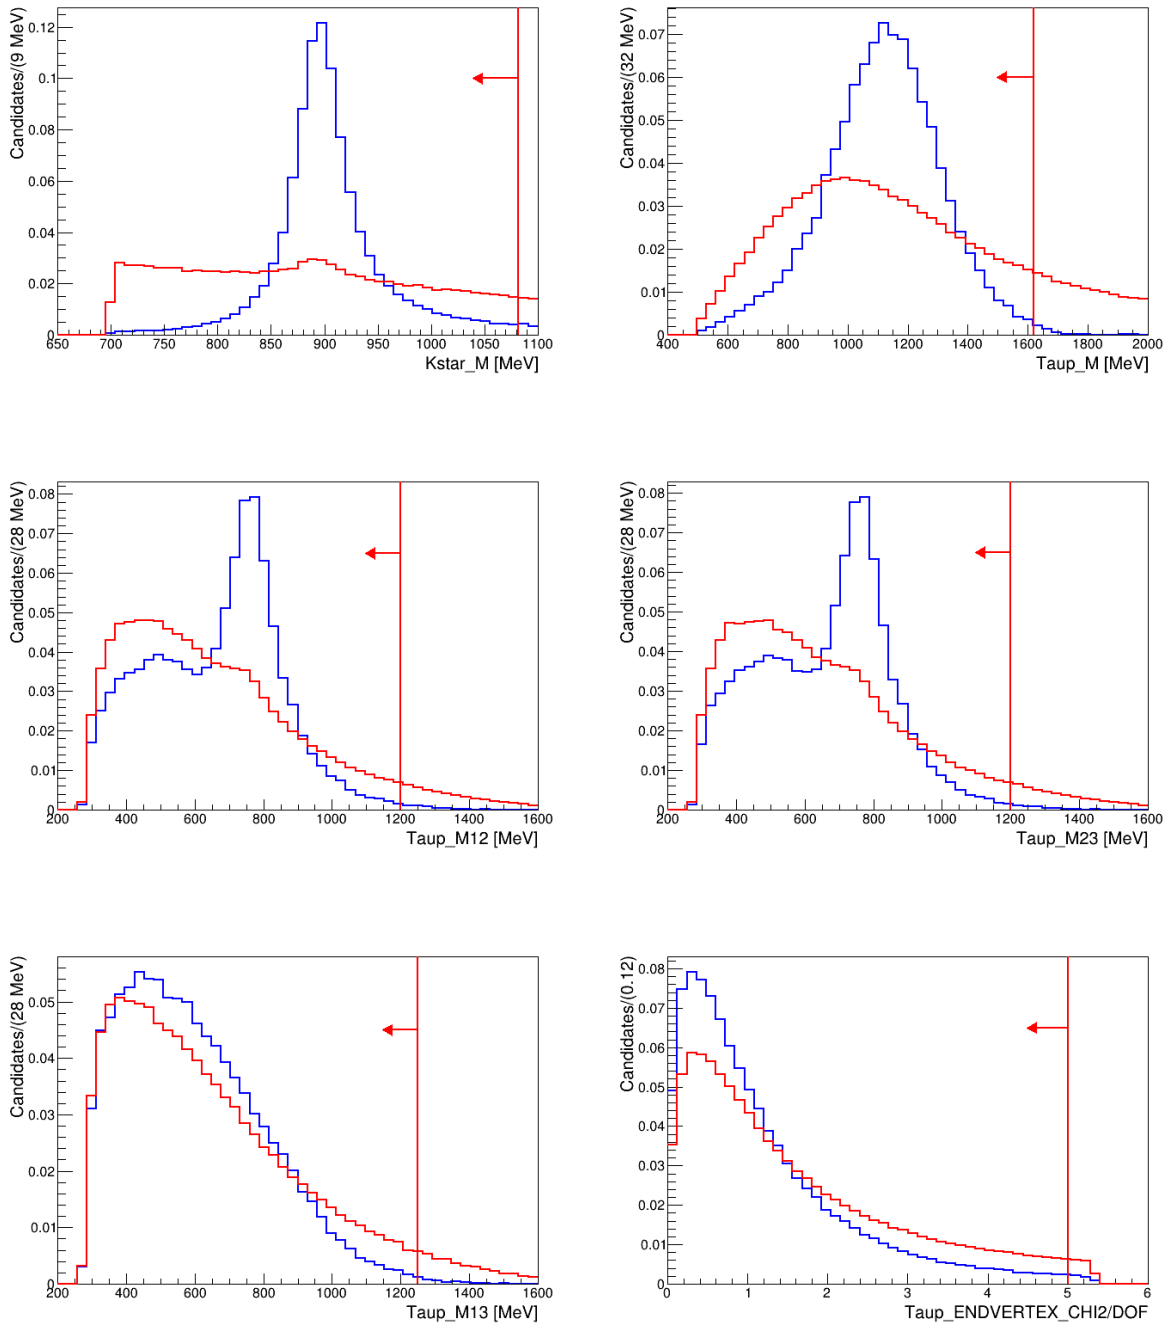 Candidates/(9 MeV)
0.12
0.1
0.08
0.06
0.04
0.02
0
650 700 750 800 850 900 950 1000 1050 1100
Kstar_M [MeV]
Candidates/(32 MeV)
0.07
0.06
0.05
0.04
0.03
0.02
0.01
0
400 600 800 1000 1200 1400 1600 1800 2000
Taup_M [MeV]
Candidates/(28 MeV)
0.08
0.07
0.06
0.05
0.04
0.03
0.02
0.01
0
200 400 600 800 1000 1200 1400 1600
Taup_M12 [MeV]
Candidates/(28 MeV)
0.08
0.07
0.06
0.05
0.04
0.03
0.02
0.01
0
200 400 600 800 1000 1200 1400 1600
Taup_M23 [MeV]
Candidates/(28 MeV)
0.05
0.04
0.03
0.02
0.01
0
200 400 600 800 1000 1200 1400 1600
Taup_M13 [MeV]
Candidates/(0.12)
0.08
0.07
0.06
0.05
0.04
0.03
0.02
0.01
0
0 1 2 3 4 5 6
Taup_ENDVERTEX_CHI2/DOF